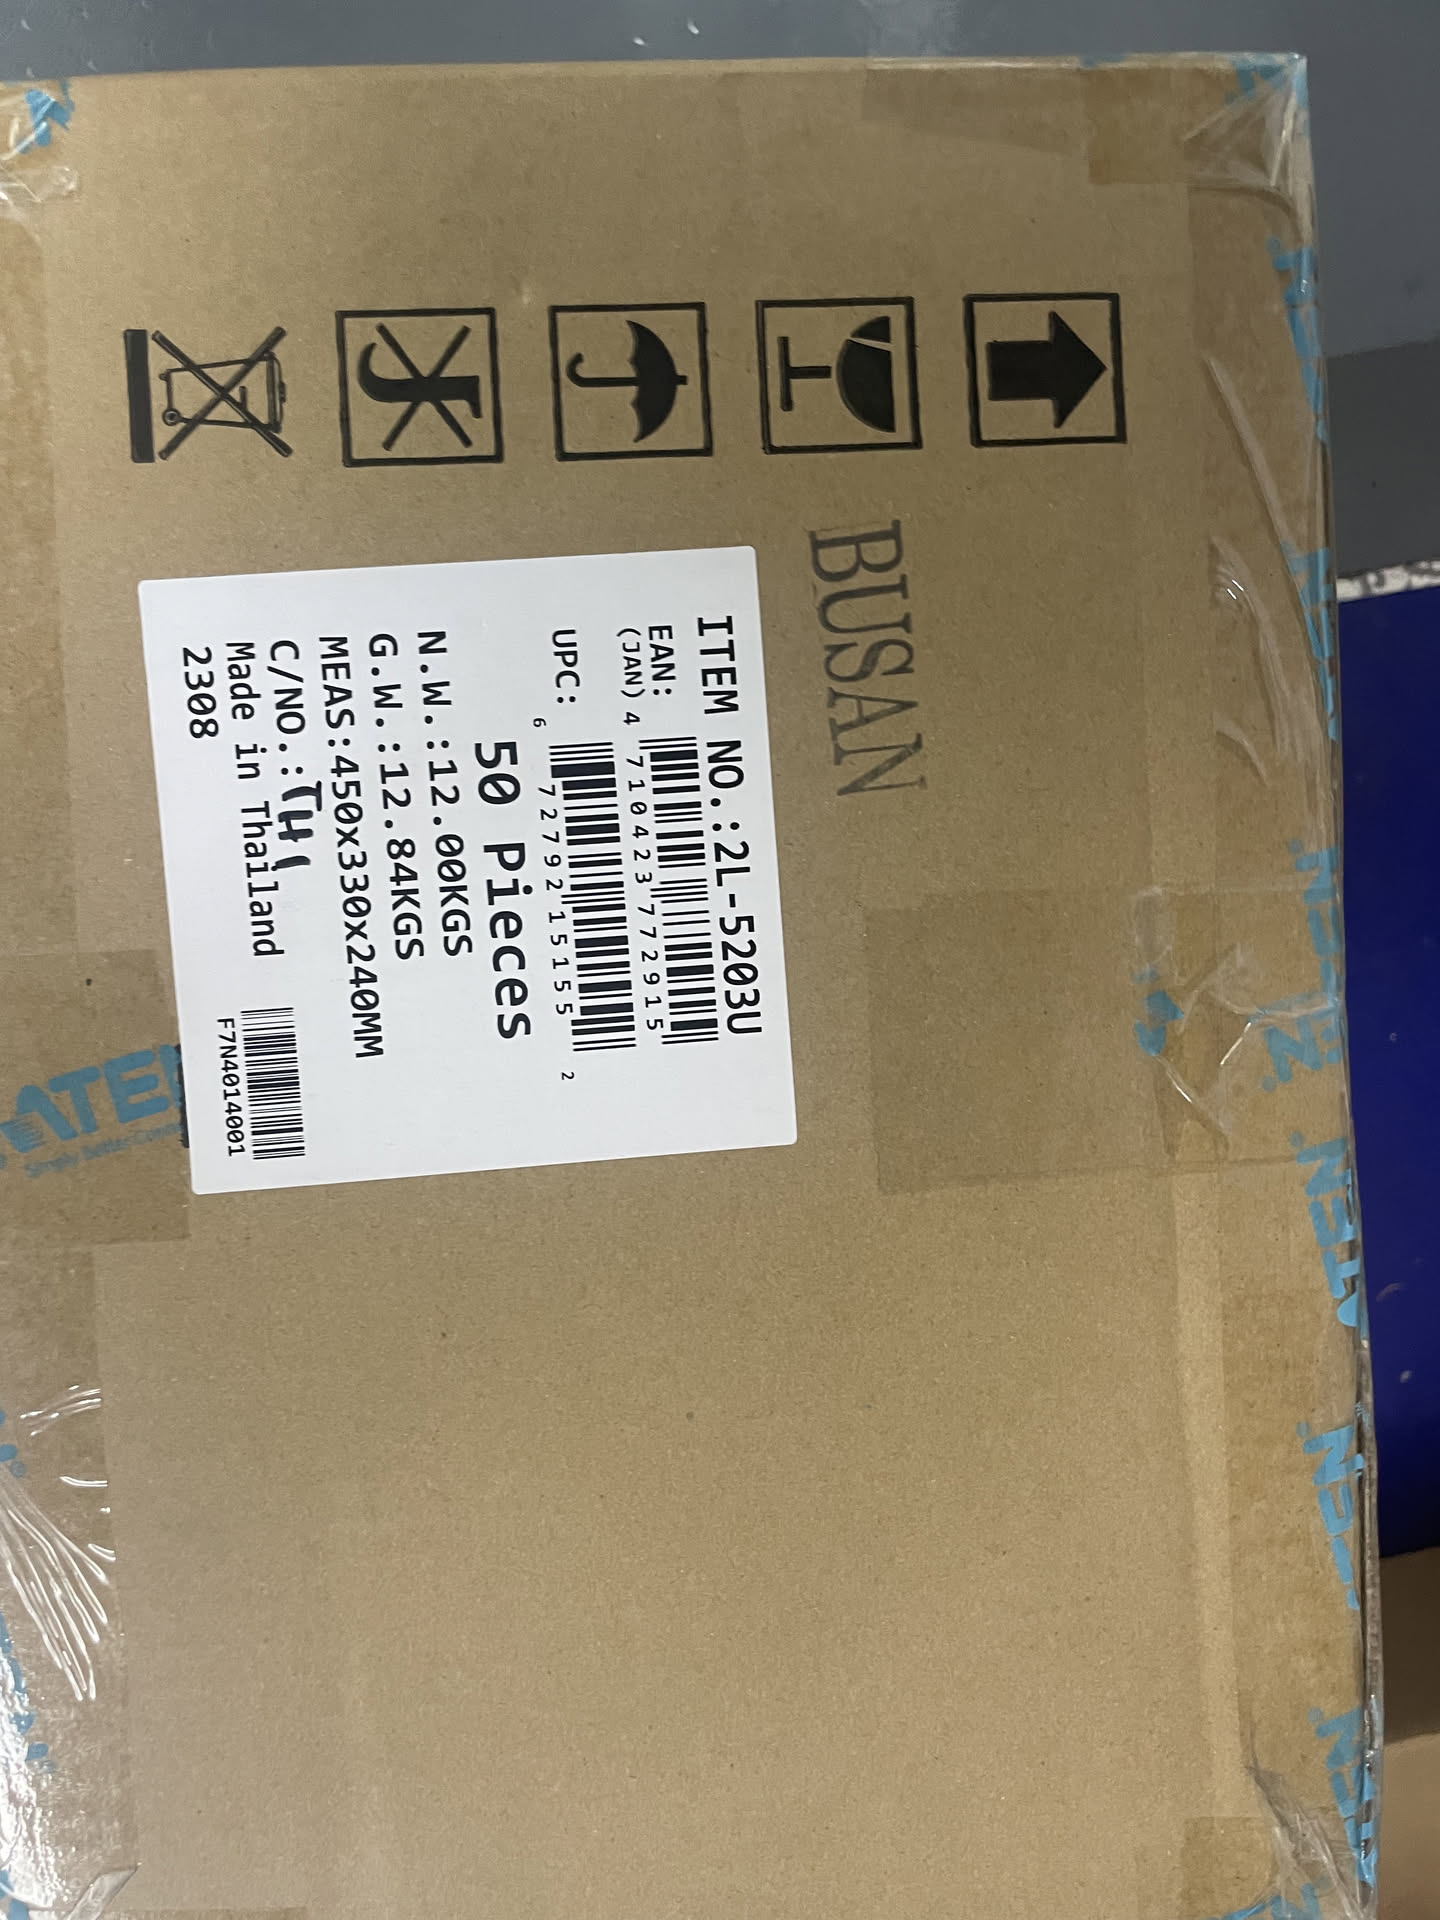 BUSAN
ITEM NO.:2L-5203U
EAN:
(JAN) 4 710423 772915
UPC:
6 72792 15155 2
50 Pieces
N.W.:12.00KGS
G.W.:12.84KGS
MEAS:450x330x240MM
C/NO.:
Made in Thailand
2308
F7N4014001
ATEN